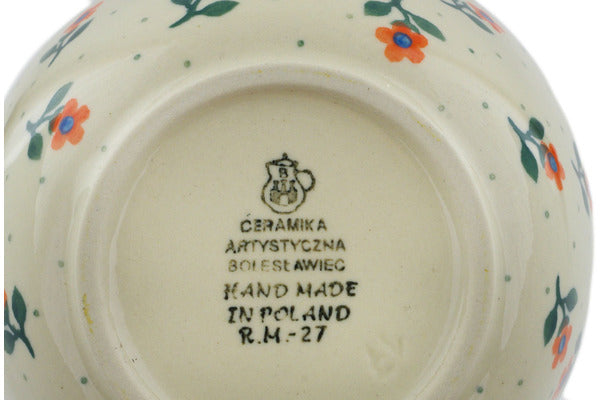 B
CERAMIKA
ARTYSTYCZNA
BOLESŁAWIEC
HAND MADE
IN POLAND
R.M.-27